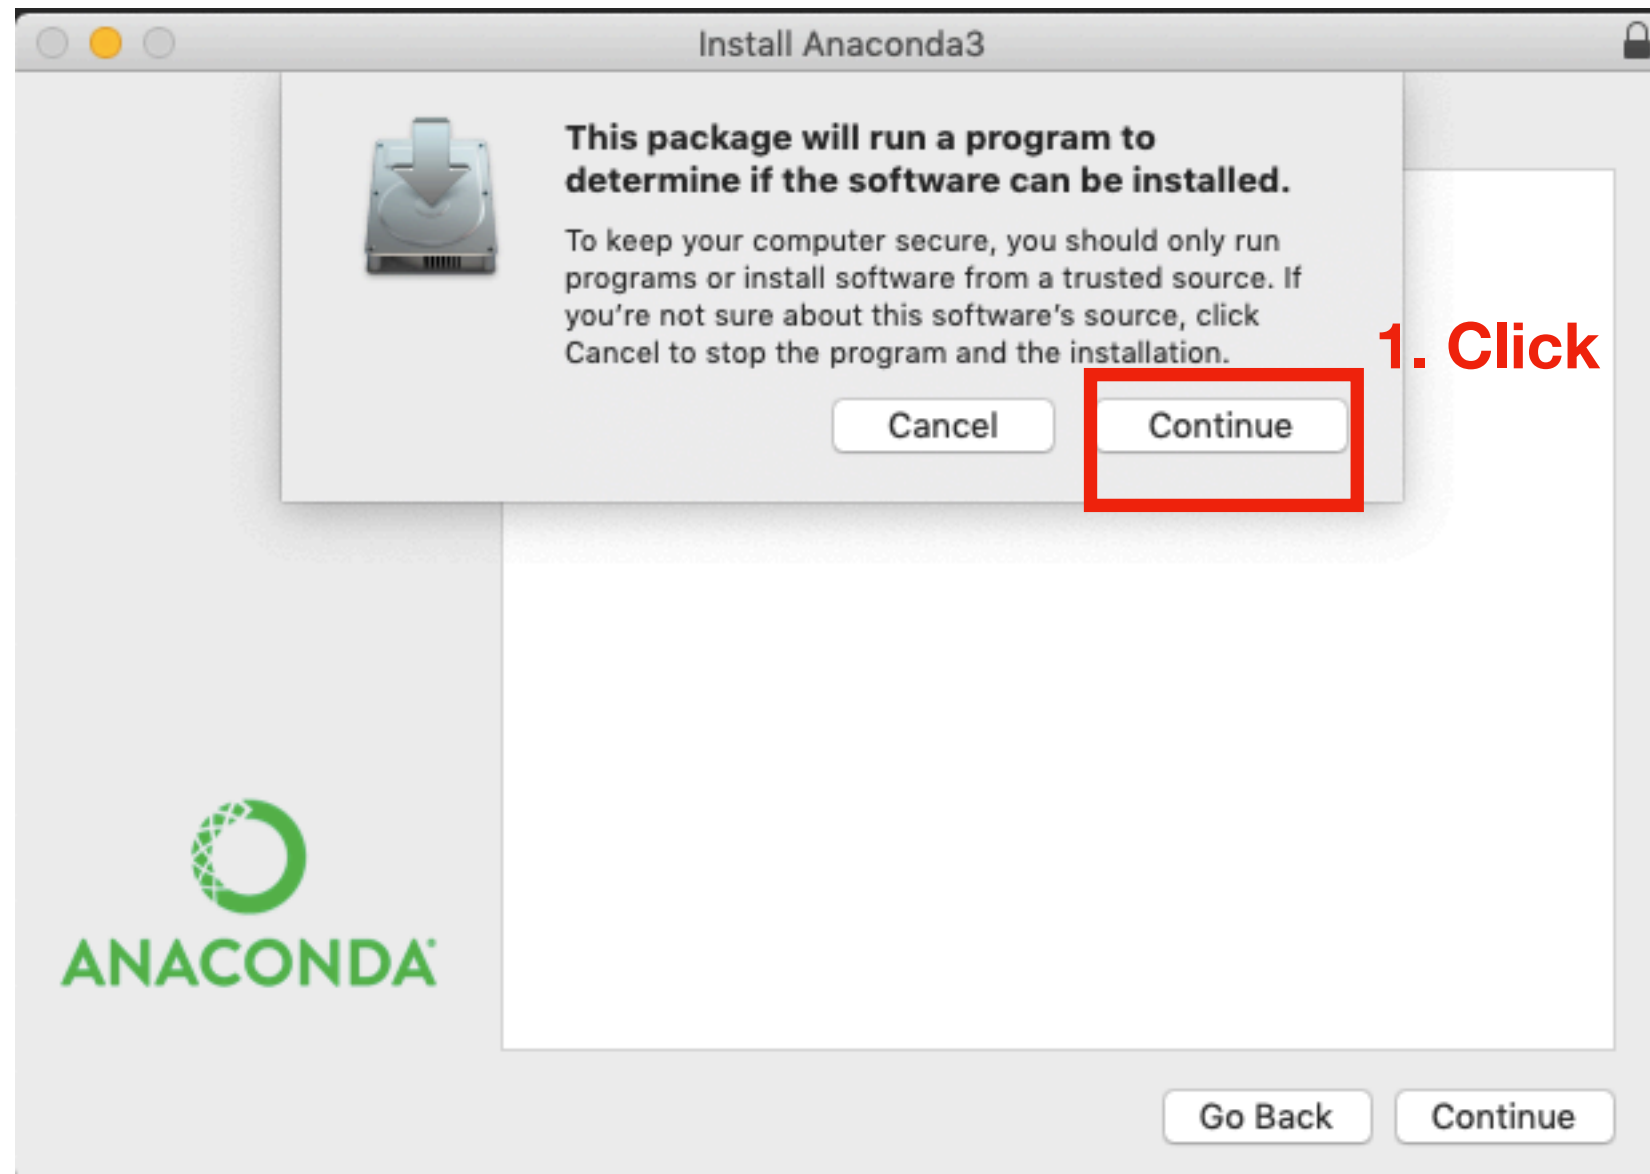 Install Anaconda3
This package will run a program to
determine if the software can be installed.
To keep your computer secure, you should only run
programs or install software from a trusted source. If
you're not sure about this software's source, click
Cancel to stop the program and the installation.
1. Click
Cancel
Continue
ANACONDA
Go Back
Continue